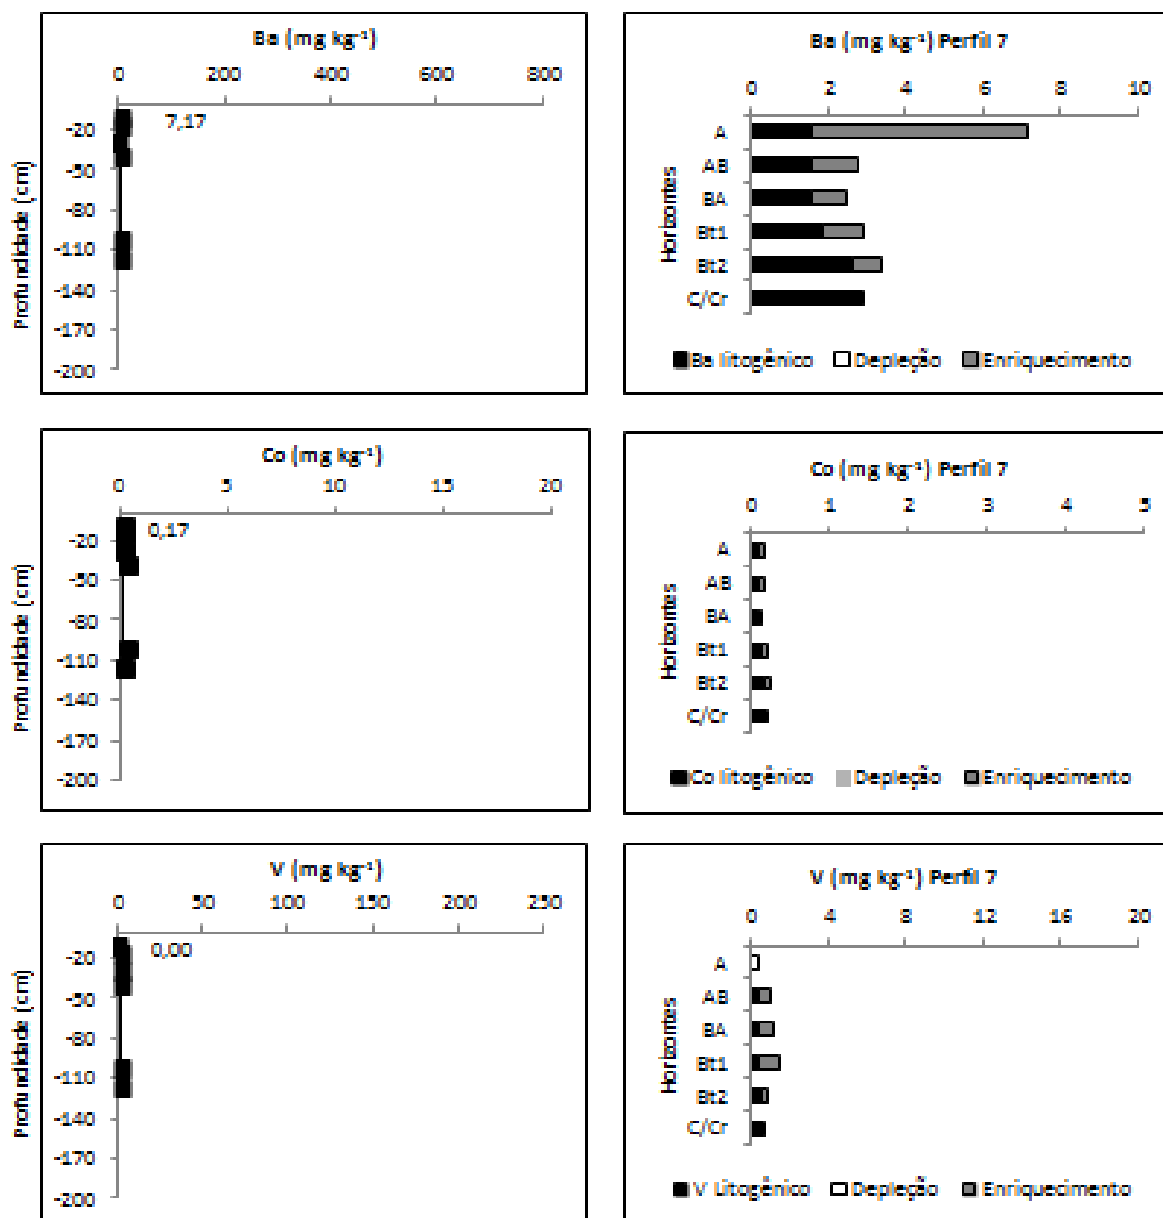 Ba (mg kg⁻¹)
0 200 400 600 800
7,17
-20
-50
-80
-110
-140
-170
-200
Profundidade (cm)
Ba (mg kg⁻¹) Perfil 7
0 2 4 6 8 10
A
AB
BA
Bt1
Bt2
C/Cr
Horizontes
Ba litogênico Depleção Enriquecimento
Co (mg kg⁻¹)
0 5 10 15 20
0,17
-20
-50
-80
-110
-140
-170
-200
Profundidade (cm)
Co (mg kg⁻¹) Perfil 7
0 1 2 3 4 5
A
AB
BA
Bt1
Bt2
C/Cr
Horizontes
Co litogênico Depleção Enriquecimento
V (mg kg⁻¹)
0 50 100 150 200 250
0,00
-20
-50
-80
-110
-140
-170
-200
Profundidade (cm)
V (mg kg⁻¹) Perfil 7
0 4 8 12 16 20
A
AB
BA
Bt1
Bt2
C/Cr
Horizontes
V Litogênico Depleção Enriquecimento